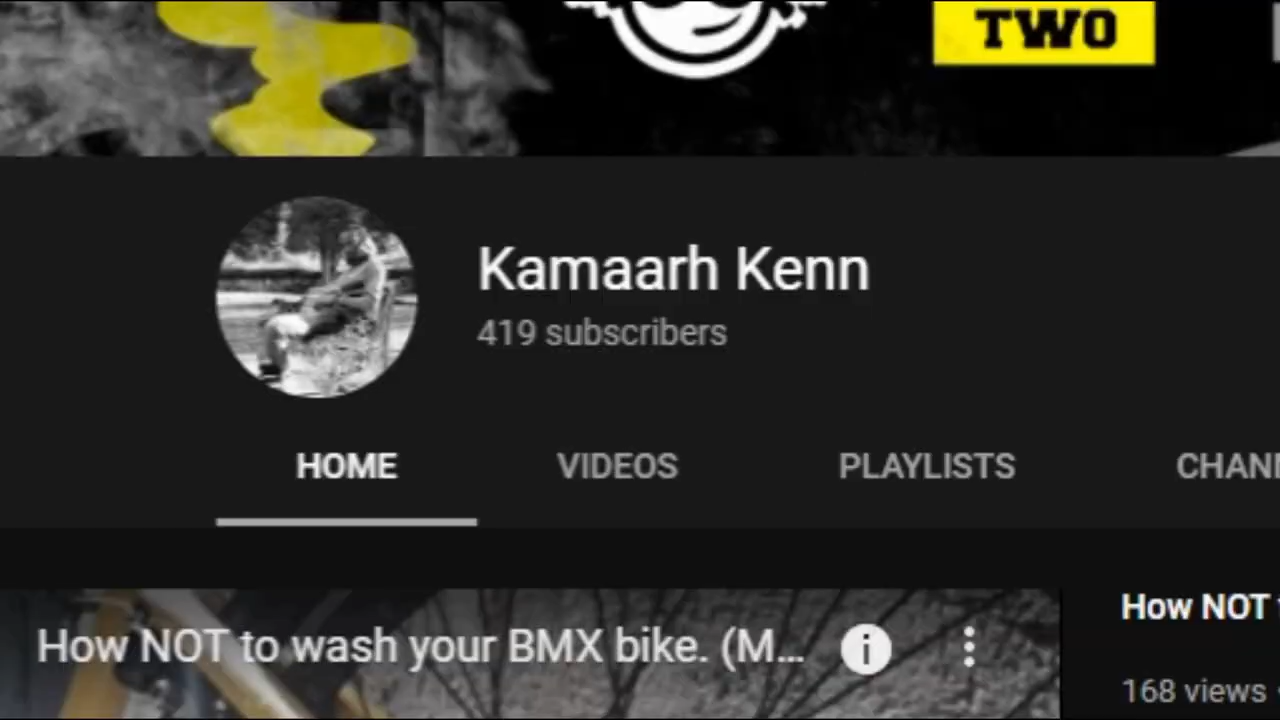 TWO
Kamaarh Kenn
419 subscribers
HOME VIDEOS PLAYLISTS CHANN
How NOT to wash your BMX bike. (M...
How NOT
168 views